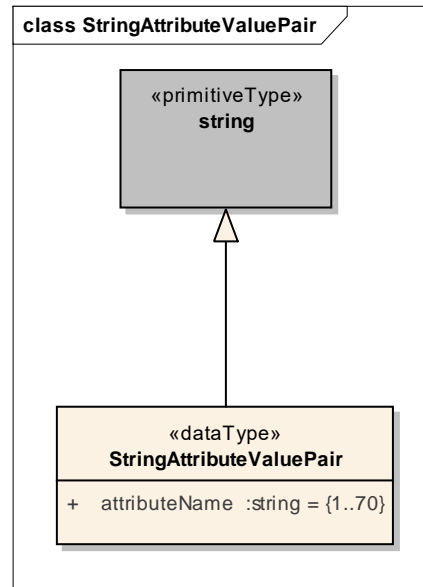 class StringAttributeValuePair
«primitiveType»
string
«dataType»
StringAttributeValuePair
+ attributeName :string = {1..70}